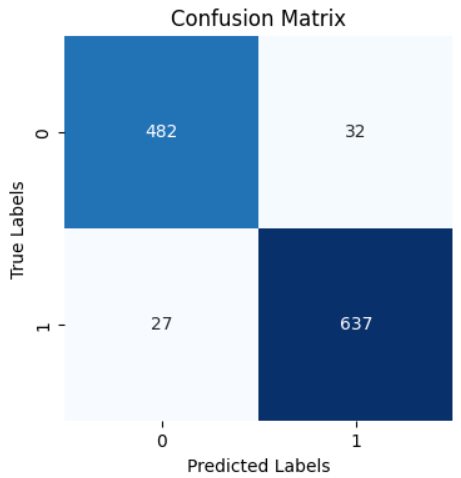 Confusion Matrix
True Labels
0
482
32
1
27
637
0
1
Predicted Labels